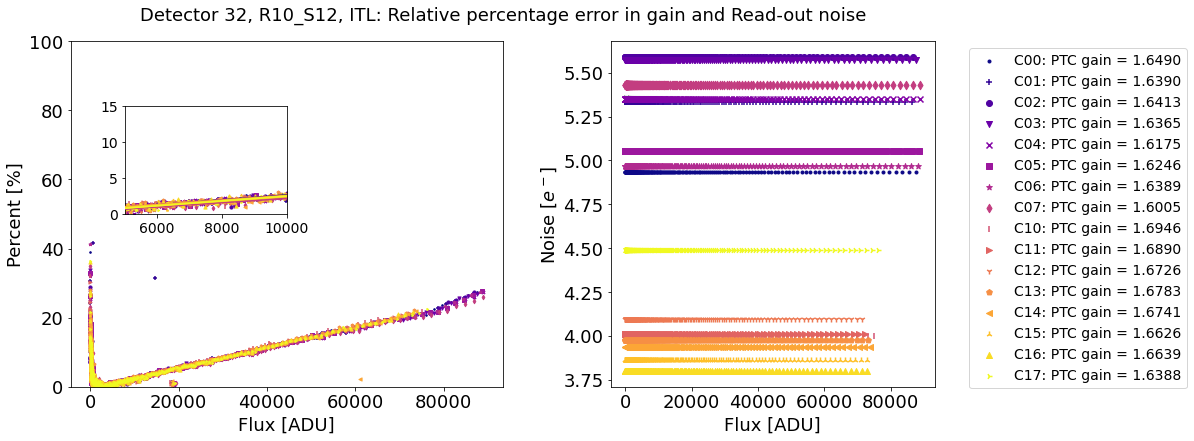 Detector 32, R10_S12, ITL: Relative percentage error in gain and Read-out noise
Percent [%]
100
80
60
40
20
0
15
10
5
0
6000 8000 10000
0 20000 40000 60000 80000
Flux [ADU]
Noise [e⁻]
5.50
5.25
5.00
4.75
4.50
4.25
4.00
3.75
0 20000 40000 60000 80000
Flux [ADU]
C00: PTC gain = 1.6490
C01: PTC gain = 1.6390
C02: PTC gain = 1.6413
C03: PTC gain = 1.6365
C04: PTC gain = 1.6175
C05: PTC gain = 1.6246
C06: PTC gain = 1.6389
C07: PTC gain = 1.6005
C10: PTC gain = 1.6946
C11: PTC gain = 1.6890
C12: PTC gain = 1.6726
C13: PTC gain = 1.6783
C14: PTC gain = 1.6741
C15: PTC gain = 1.6626
C16: PTC gain = 1.6639
C17: PTC gain = 1.6388